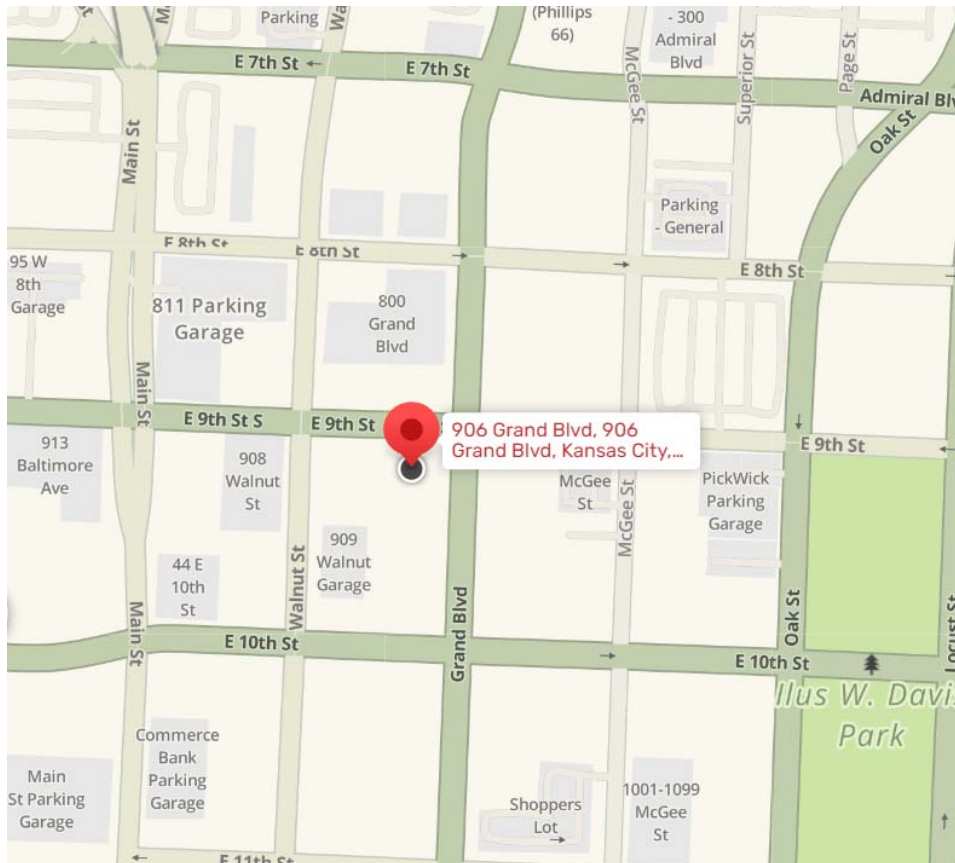 Parking
(Phillips
66)
- 300
Admiral
Blvd
McGee St
Superior St
Page St
E 7th St
E 7th St
Admiral
Oak St
Main St
Parking
- General
E 8th St
E 8th St
E 8th St
95 W
8th
Garage
811 Parking
Garage
800
Grand
Blvd
Main St
E 9th St S
E 9th St
906 Grand Blvd, 906
Grand Blvd, Kansas City,...
E 9th St
913
Baltimore
Ave
908
Walnut
St
McGee
St
McGee St
PickWick
Parking
Garage
909
Walnut
Garage
44 E
10th
St
Walnut St
Main St
Grand Blvd
Oak St
Locust St
E 10th St
E 10th St
llus W. Davis
Park
Commerce
Bank
Parking
Garage
Main
St Parking
Garage
Shoppers
Lot
1001-1099
McGee
St
E 11th St